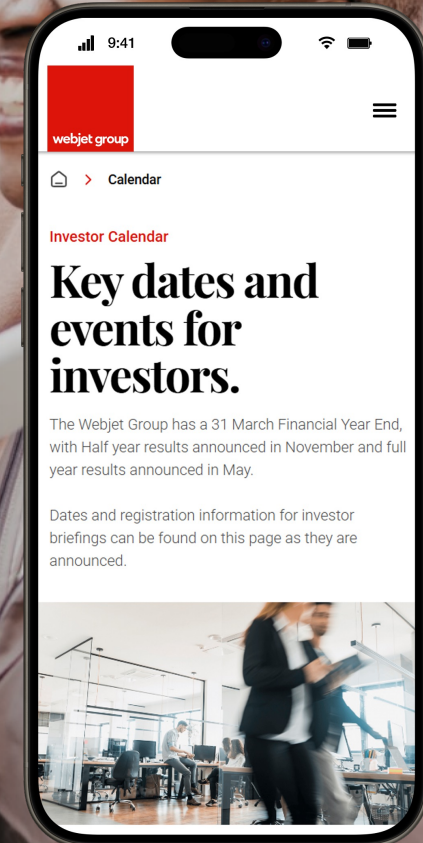 9:41
webjet group
Calendar
Investor Calendar
Key dates and
events for
investors.
The Webjet Group has a 31 March Financial Year End,
with Half year results announced in November and full
year results announced in May.
Dates and registration information for investor
briefings can be found on this page as they are
announced.